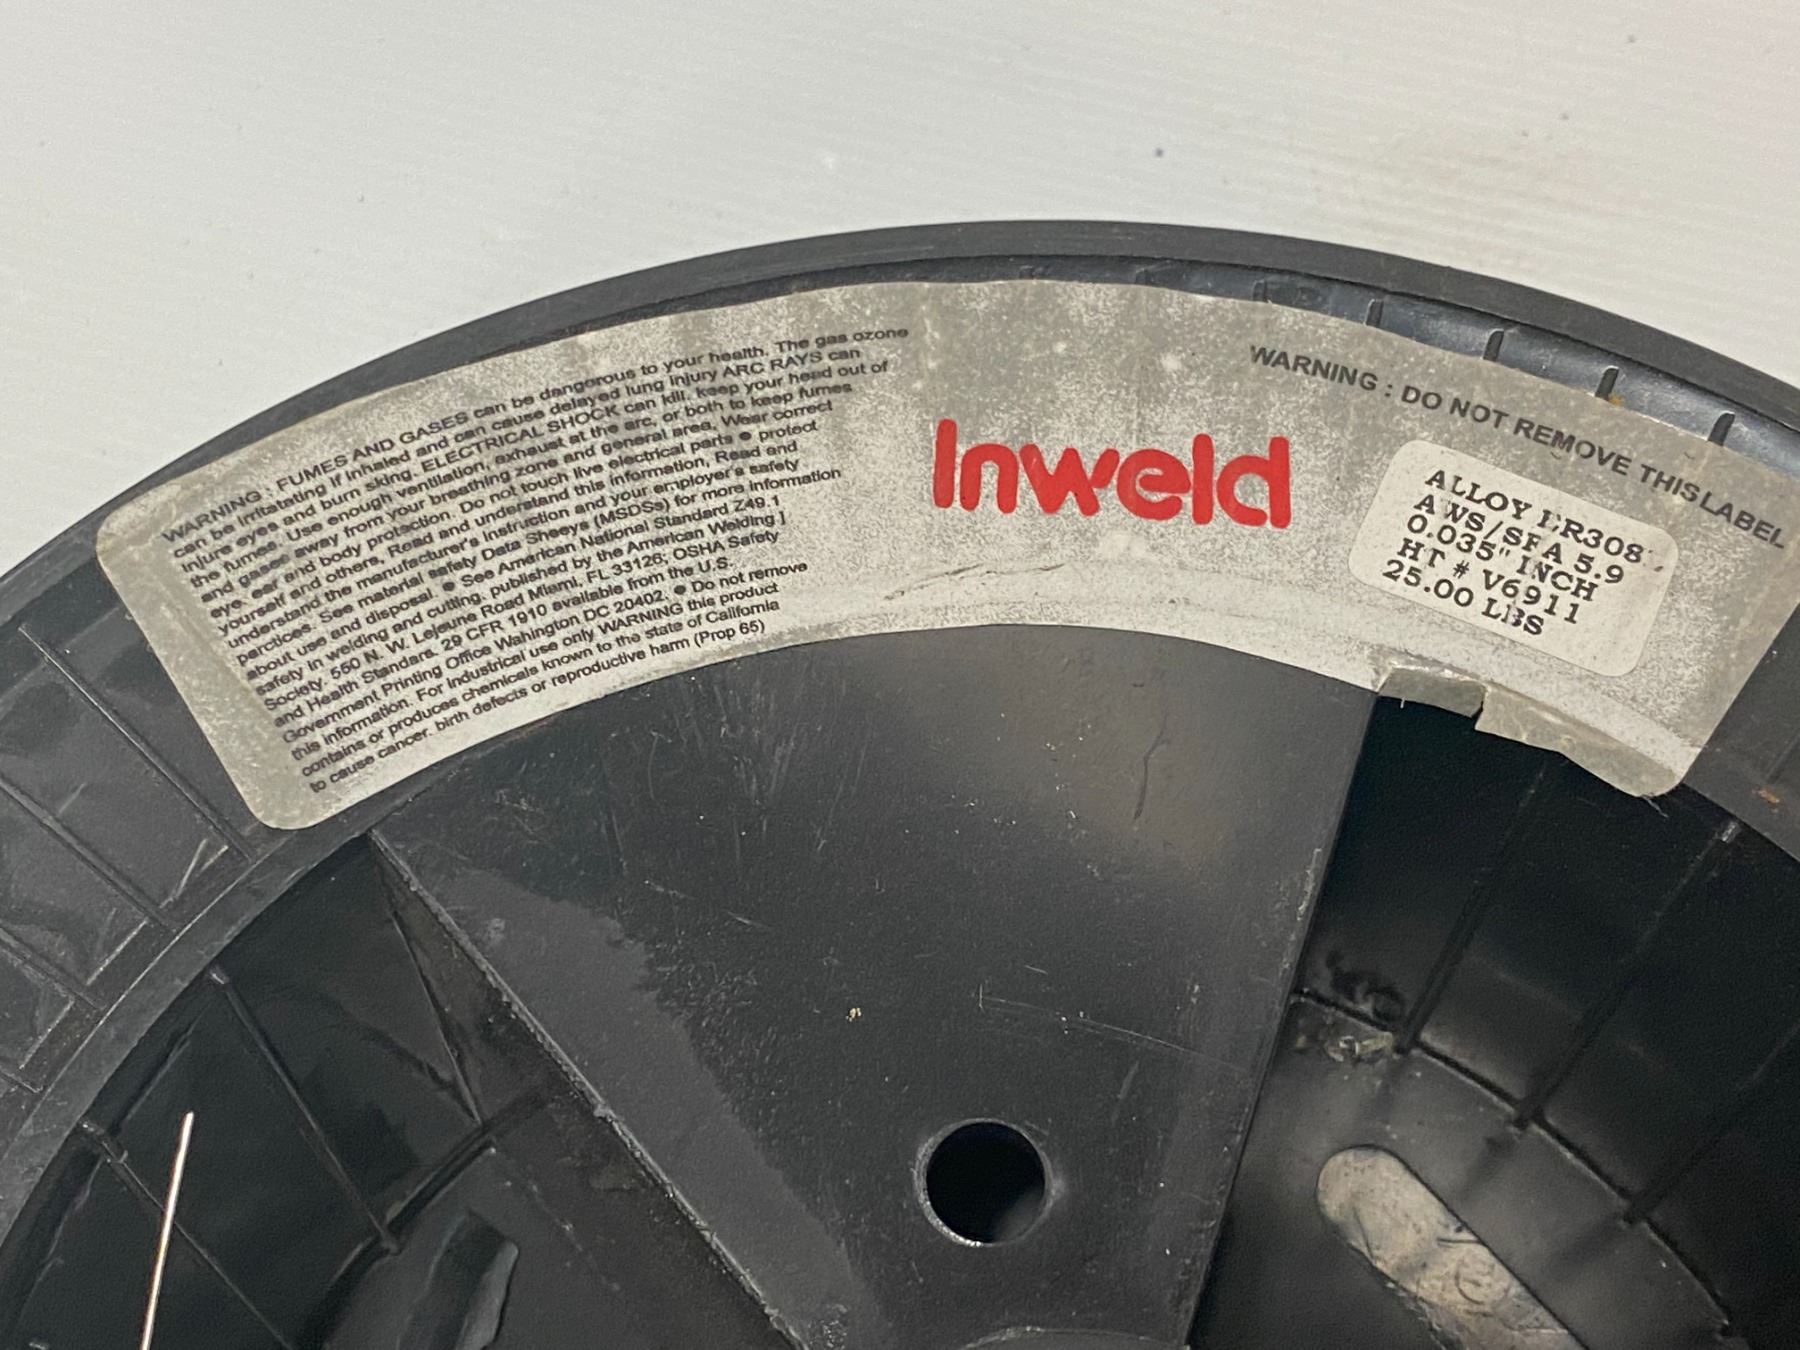 WARNING : FUMES AND GASES can be dangorous to your health. The gas ozone
can be irritating if inhaled and can cause delayed lung injury ARC RAYS can
injure eyes and burn sking. ELECTRICAL SHOCK can kill. keep your head out of
the fumes. Use enough ventilation, exhaust at the arc, or both to keep fumes
and gases away from your breathing zone and general area. Wear correct
eye. ear and body protection. Do not touch live electrical parts ● protect
yourself and others, Read and understand this information, Read and
understand the manufacturer's instruction and your employer's safety
parctices. See material safety Data Sheeys (MSDSs) for more information
about use and disposal. ● See American National Standard Z49.1
safety in welding and cutting. published by the American Welding ]
Society. 550 N. W. Lejeune Road Miami, FL 33126; OSHA Safety
and Health Standars. 29 CFR 1910 available from the U.S.
Government Printing Office Wahington DC 20402. ● Do not remove
this information. For Industrical use only WARNING this product
contains or produces chemicals known to the state of California
to cause cancer. birth defects or reproductive harm (Prop 65)
Inweld
WARNING : DO NOT REMOVE THIS LABEL
ALLOY ER308
AWS/SFA 5.9
0.035" INCH
HT # V6911
25.00 LBS